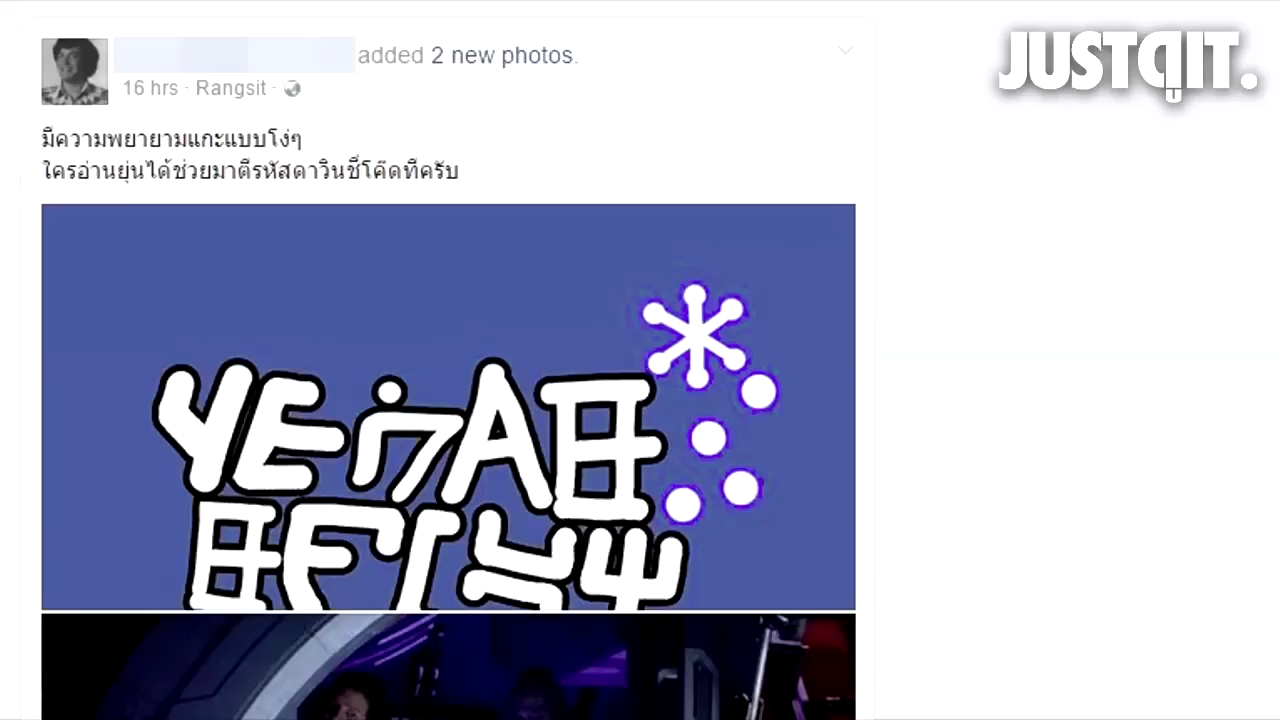 added 2 new photos.
16 hrs · Rangsit ·
มีความพยายามแกะแบบโง่ๆ
ใครอ่านยุ่นได้ช่วยมาตีรหัสดาวินชี่โค๊ดทีครับ
JUSTดูIT.